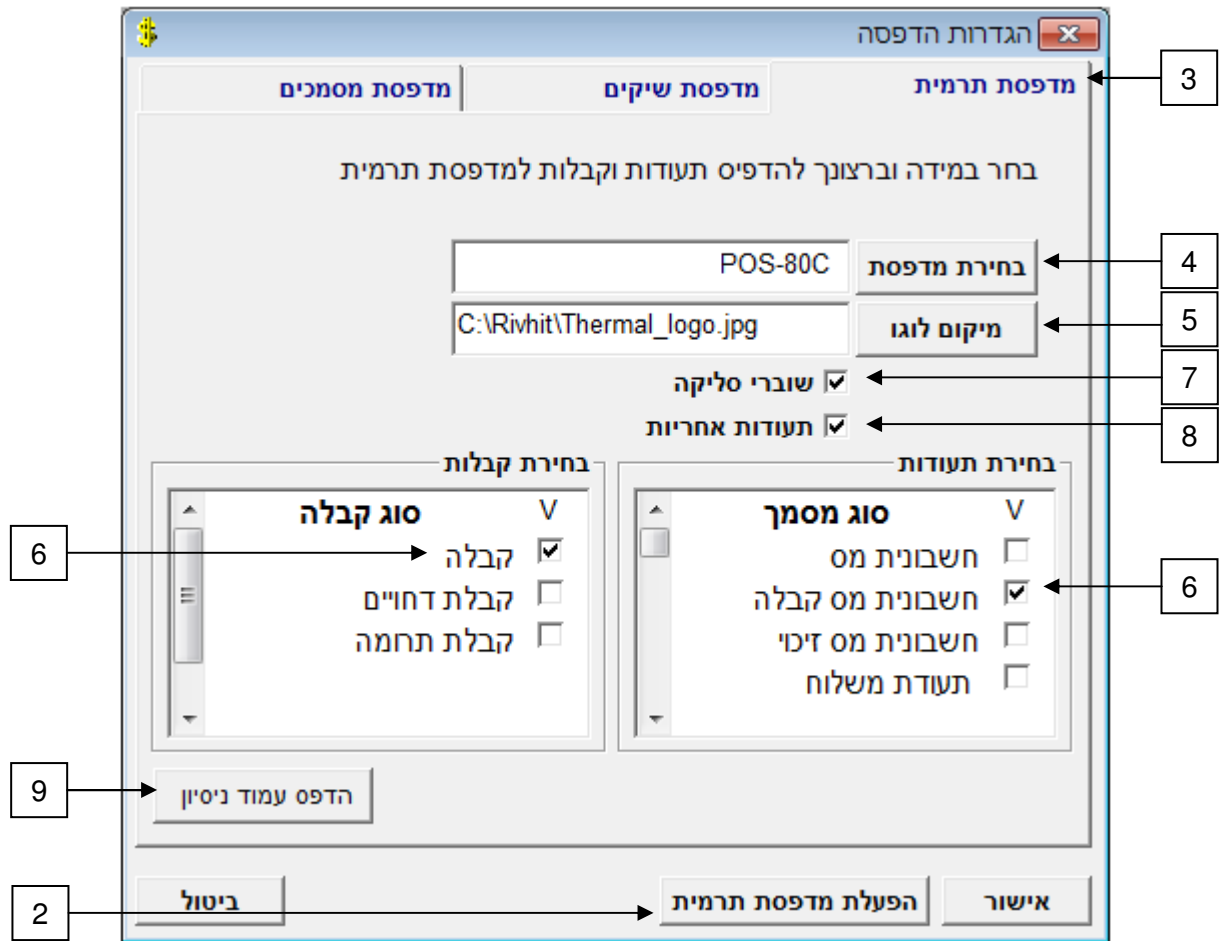 הגדרות הדפסה
מדפסת תרמית
מדפסת שיקים
מדפסת מסמכים
3
בחר במידה וברצונך להדפיס תעודות וקבלות למדפסת תרמית
בחירת מדפסת
POS-80C
4
מיקום לוגו
C:\Rivhit\Thermal_logo.jpg
5
שוברי סליקה
7
תעודות אחריות
8
בחירת תעודות
V סוג מסמך
חשבונית מס
חשבונית מס קבלה
חשבונית מס זיכוי
תעודת משלוח
6
בחירת קבלות
V סוג קבלה
קבלה
קבלת דחויים
קבלת תרומה
6
הדפס עמוד ניסיון
9
אישור
הפעלת מדפסת תרמית
ביטול
2